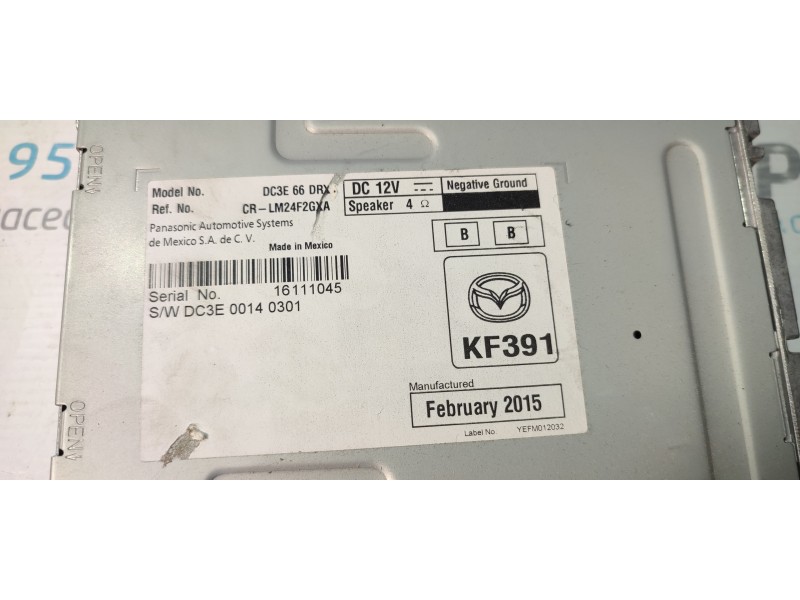 95
acec
OPEN
Model No. DC3E 66 DRX
Ref. No. CR-LM24F2GXA
Panasonic Automotive Systems
de Mexico S.A. de C. V.
Made in Mexico
DC 12V
Speaker 4 Ω
Negative Ground
B B
16111045
Serial No.
S/W DC3E 0014 0301
KF391
Manufactured
February 2015
Label No. YEFM012032
OPEN